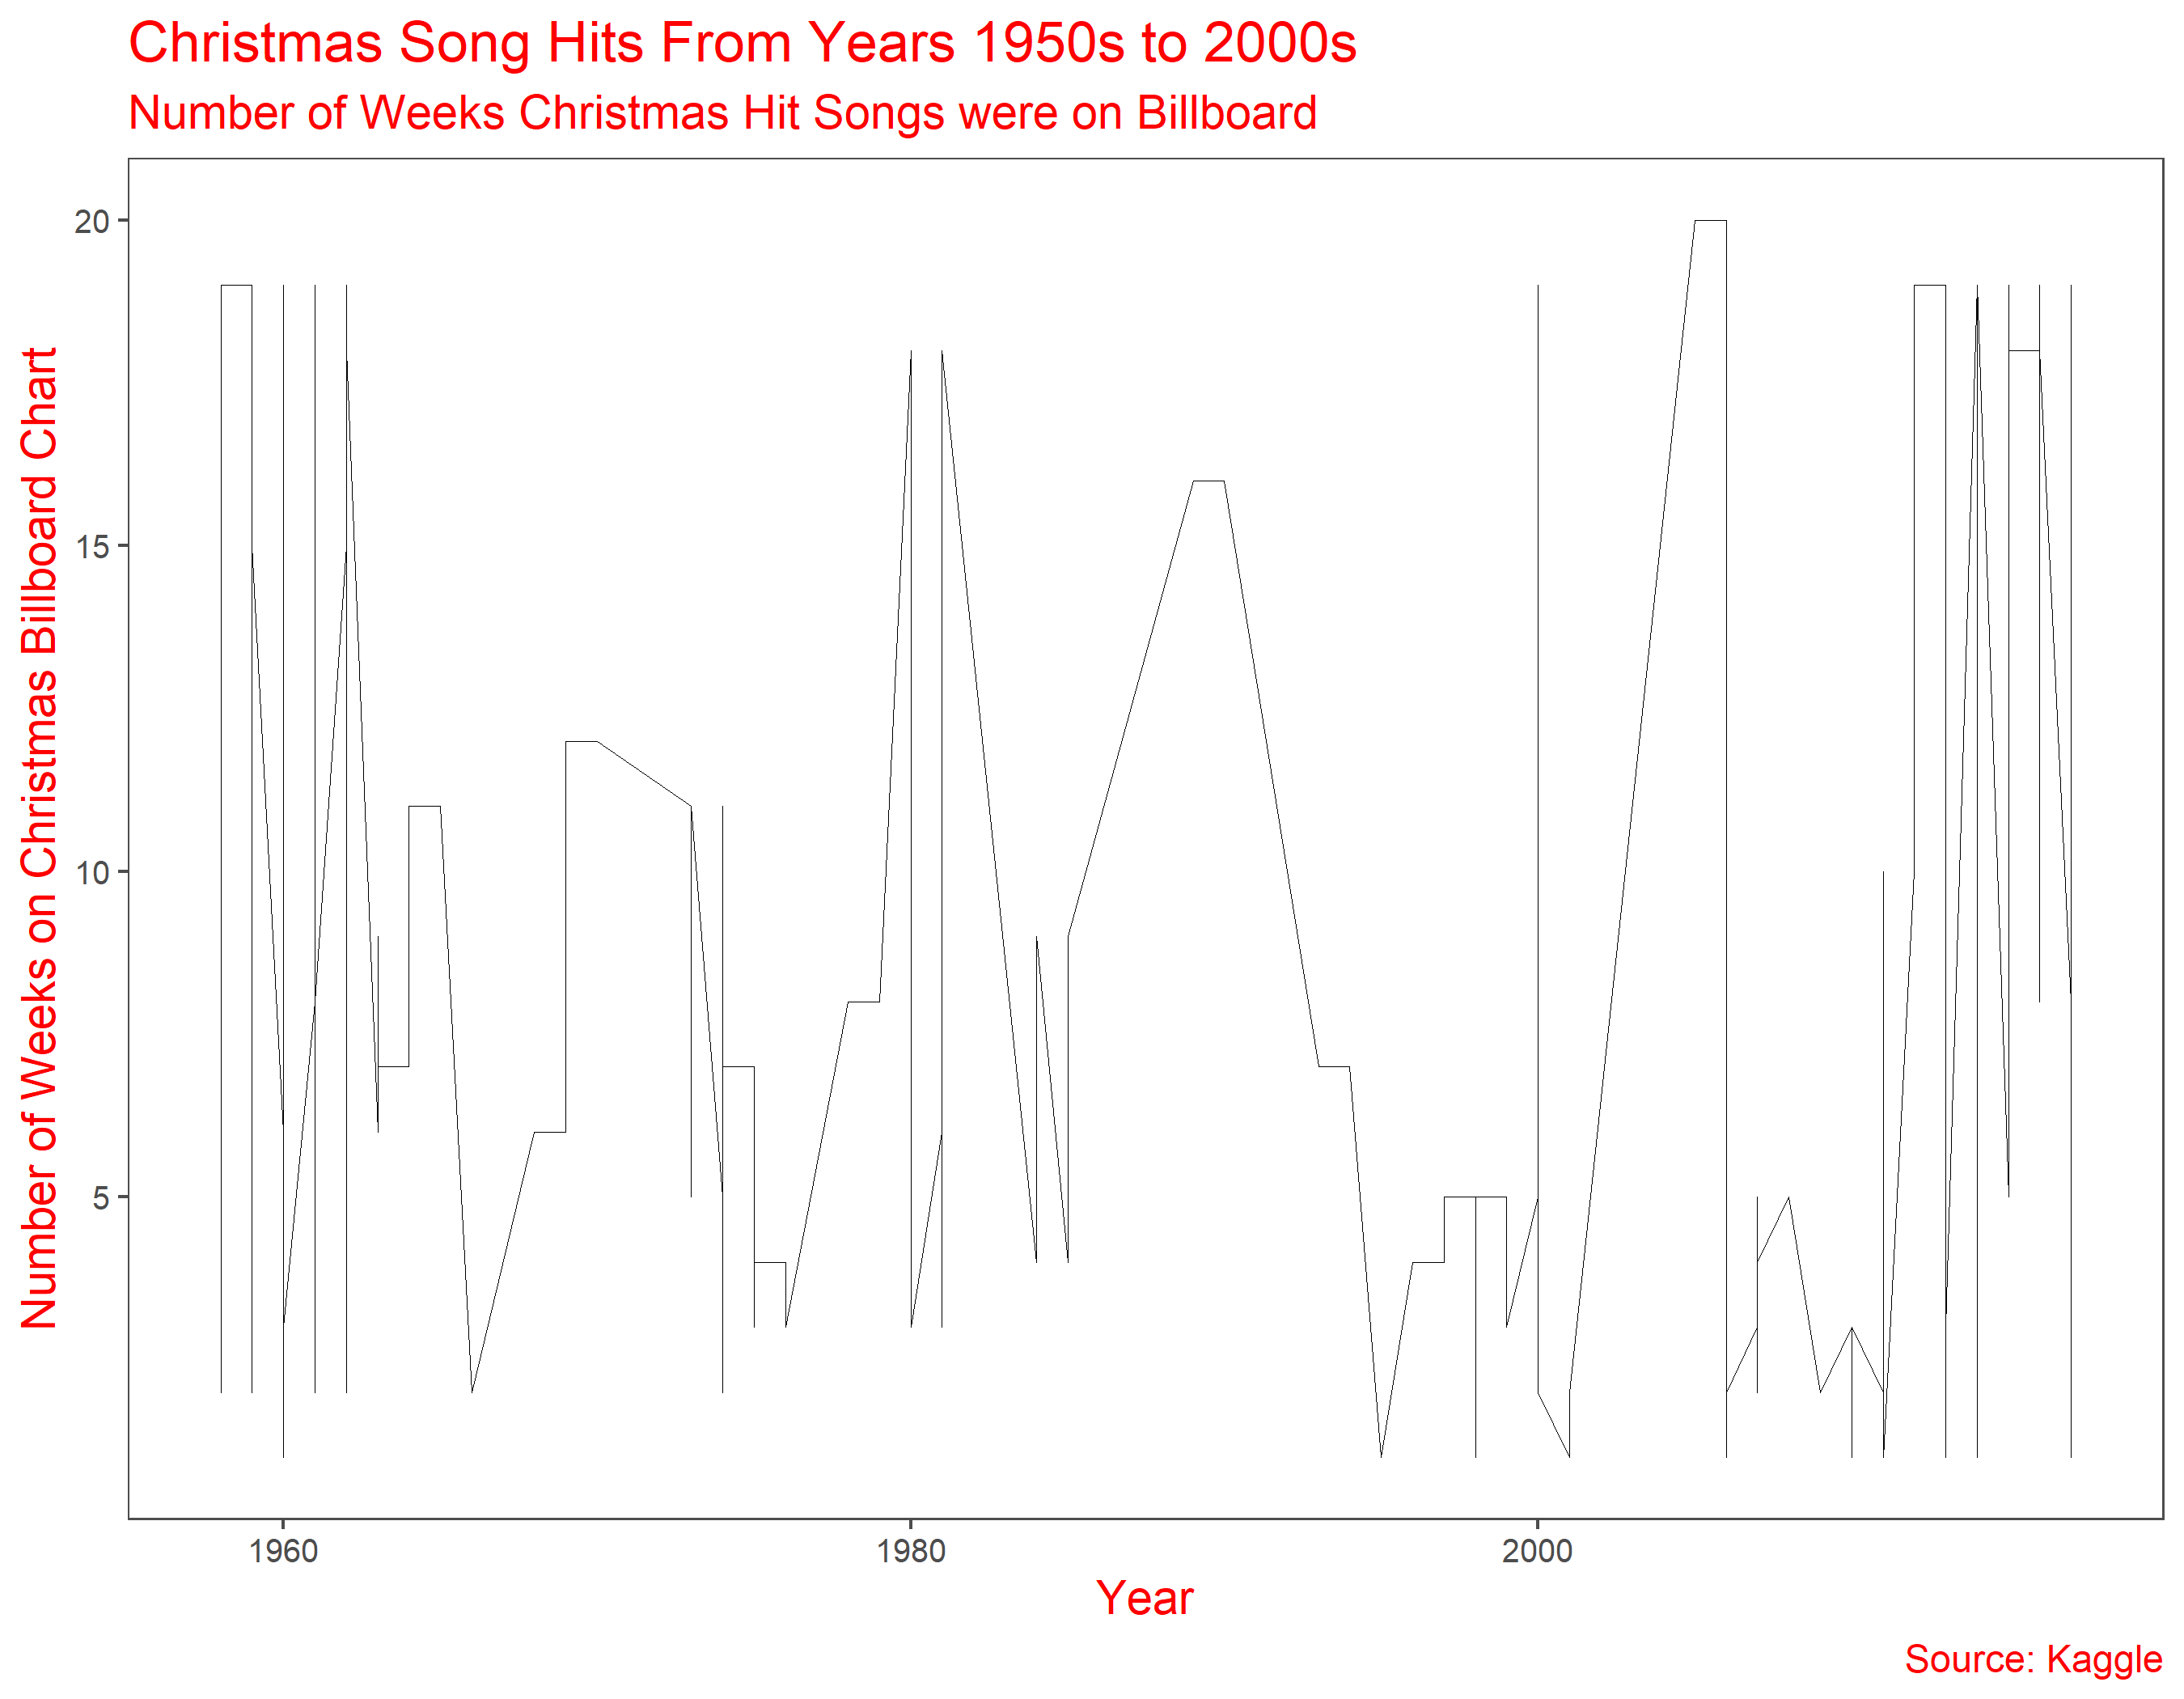 Christmas Song Hits From Years 1950s to 2000s
Number of Weeks Christmas Hit Songs were on Billboard
Number of Weeks on Christmas Billboard Chart
20
15
10
5
1960
1980
2000
Year
Source: Kaggle